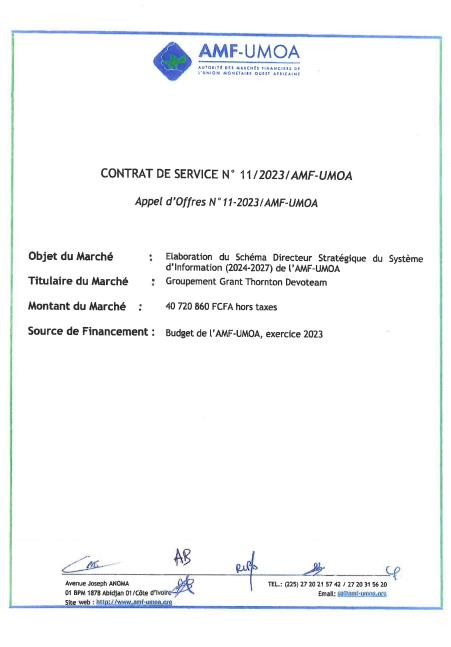 AMF-UMOA
AUTORITÉ DES MARCHÉS FINANCIERS DE
L'UNION MONÉTAIRE OUEST AFRICAINE
CONTRAT DE SERVICE N° 11/2023/AMF-UMOA
Appel d'Offres N°11-2023/AMF-UMOA
Objet du Marché : Elaboration du Schéma Directeur Stratégique du Système
d'Information (2024-2027) de l'AMF-UMOA
Titulaire du Marché : Groupement Grant Thornton Devoteam
Montant du Marché : 40 720 860 FCFA hors taxes
Source de Financement : Budget de l'AMF-UMOA, exercice 2023
AB
Avenue Joseph ANOMA
01 BPM 1878 Abidjan 01/Côte d'Ivoire
Site web : http://www.amf-umoa.org
TEL.: (225) 27 20 21 57 42 / 27 20 31 56 20
Email: sg@amf-umoa.org